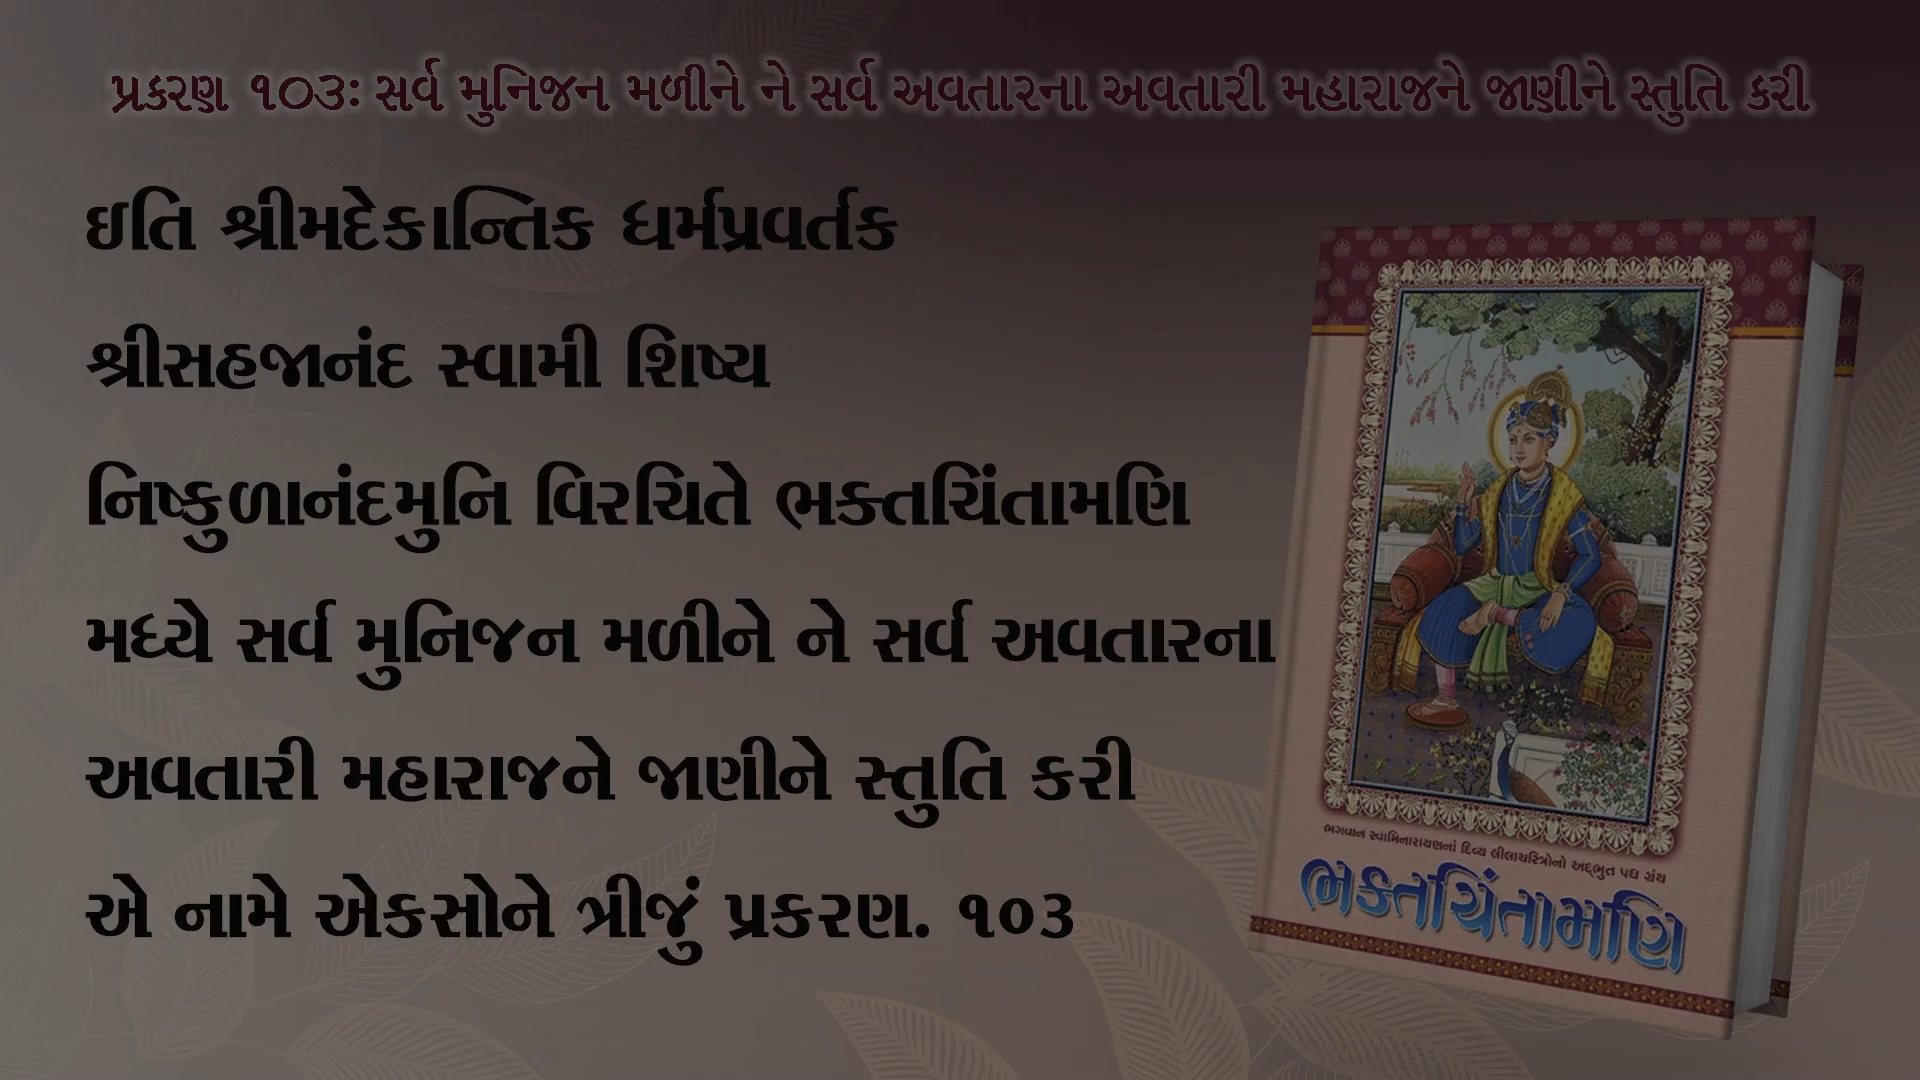 પ્રકરણ ૧૦૩ઃ સર્વ મુનિજન મળીને ને સર્વ અવતારના અવતારી મહારાજને જાણીને સ્તુતિ કરી
ઇતિ શ્રીમદેકાન્તિક ધર્મપ્રવર્તક
શ્રીસહજાનંદ સ્વામી શિષ્ય
નિષ્કુળાનંદમુનિ વિરચિતે ભક્તચિંતામણિ
મધ્યે સર્વ મુનિજન મળીને ને સર્વ અવતારના
અવતારી મહારાજને જાણીને સ્તુતિ કરી
એ નામે એકસોને ત્રીજું પ્રકરણ. ૧૦૩
ભગવાન સ્વામિનારાયણનાં દિવ્ય લીલાચરિત્રોનો અદ્ભુત પદ્ય ગ્રંથ
ભક્તચિંતામણિ